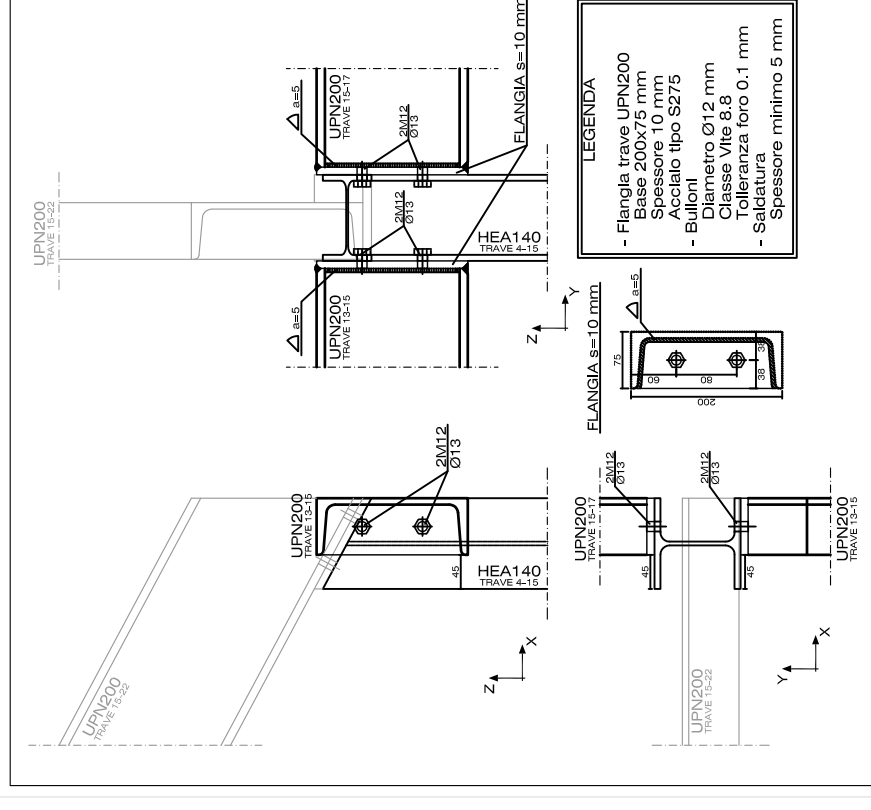 UPN200
TRAVE 15-22
a=5
UPN200
TRAVE 15-17
2M12
Ø13
FLANGIA s=10 mm
2M12
Ø13
HEA140
TRAVE 4-15
a=5
UPN200
TRAVE 13-15
Z
Y
LEGENDA
- Flangia trave UPN200
Base 200x75 mm
Spessore 10 mm
Acciaio tipo S275
- Bulloni
Diametro Ø12 mm
Classe Vite 8.8
Tolleranza foro 0.1 mm
- Saldatura
Spessore minimo 5 mm
FLANGIA s=10 mm
a=5
75
60
80
38
38
200
UPN200
TRAVE 15-22
UPN200
TRAVE 13-15
2M12
Ø13
45
HEA140
TRAVE 4-15
Z
X
UPN200
TRAVE 15-17
2M12
Ø13
2M12
Ø13
45
45
UPN200
TRAVE 13-15
UPN200
TRAVE 15-22
Y
X